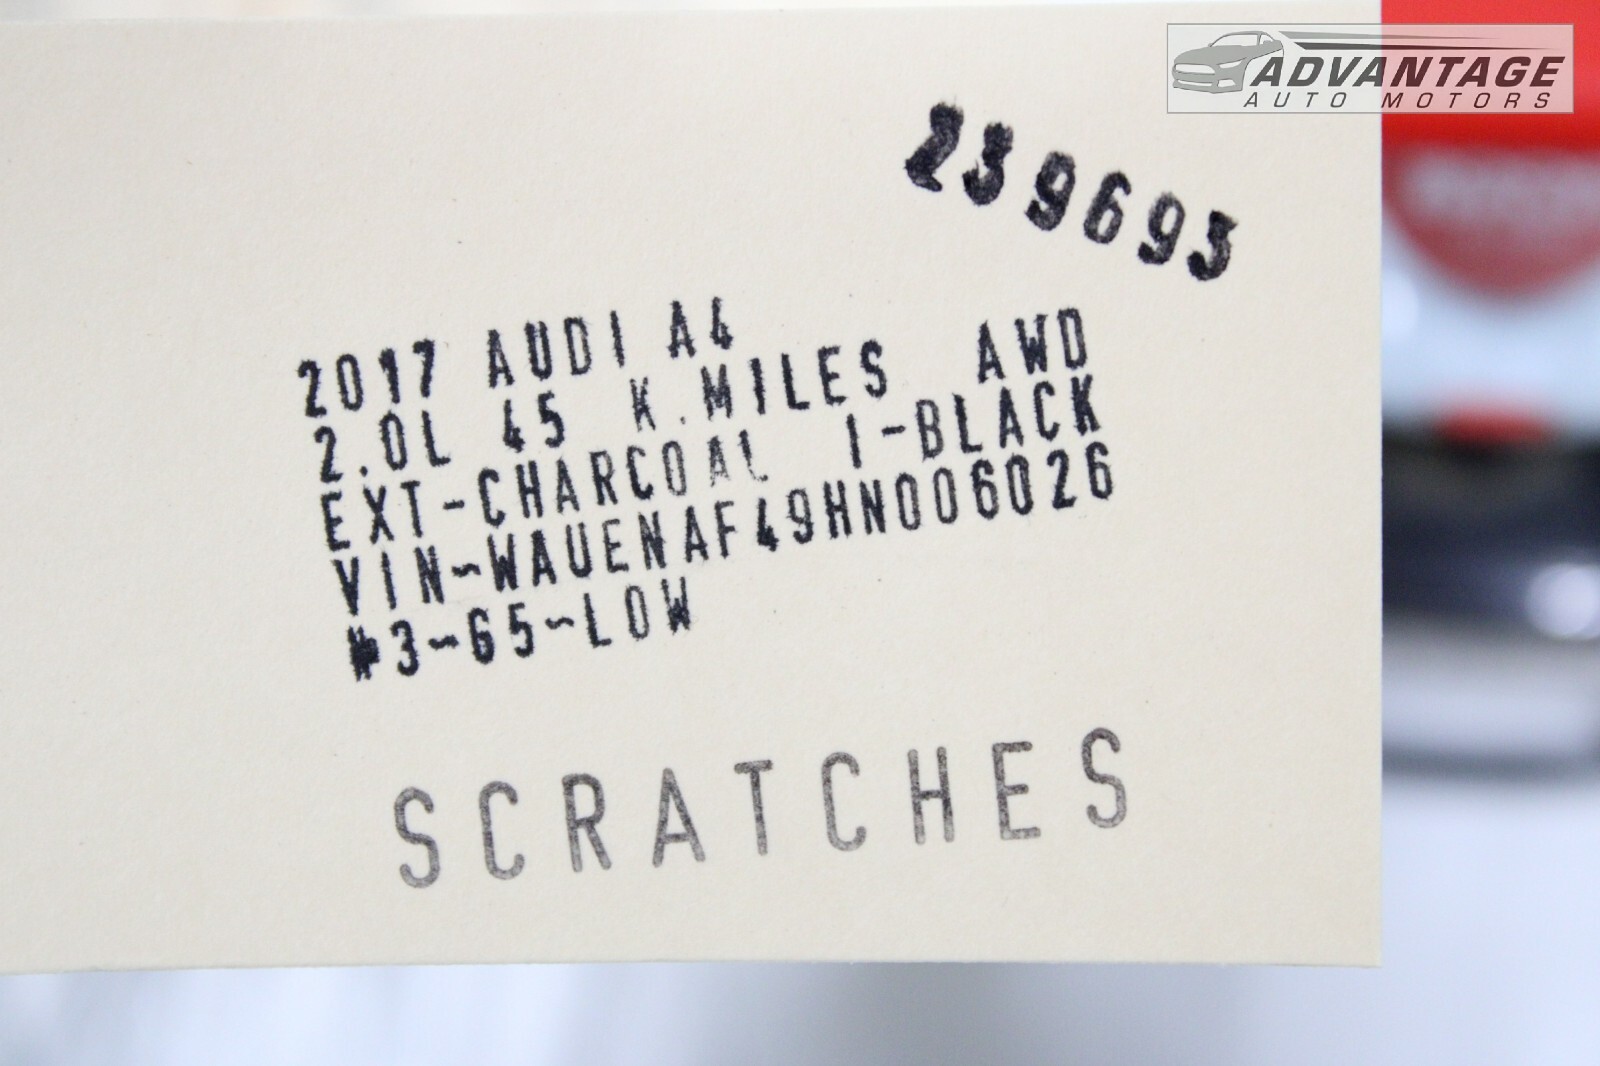 ADVANTAGE
AUTO MOTORS
239693
2017 AUDI A4
2.0L 45 K.MILES AWD
EXT-CHARCOAL I-BLACK
VIN-WAUENAF49HN006026
#3-65-LOW
SCRATCHES